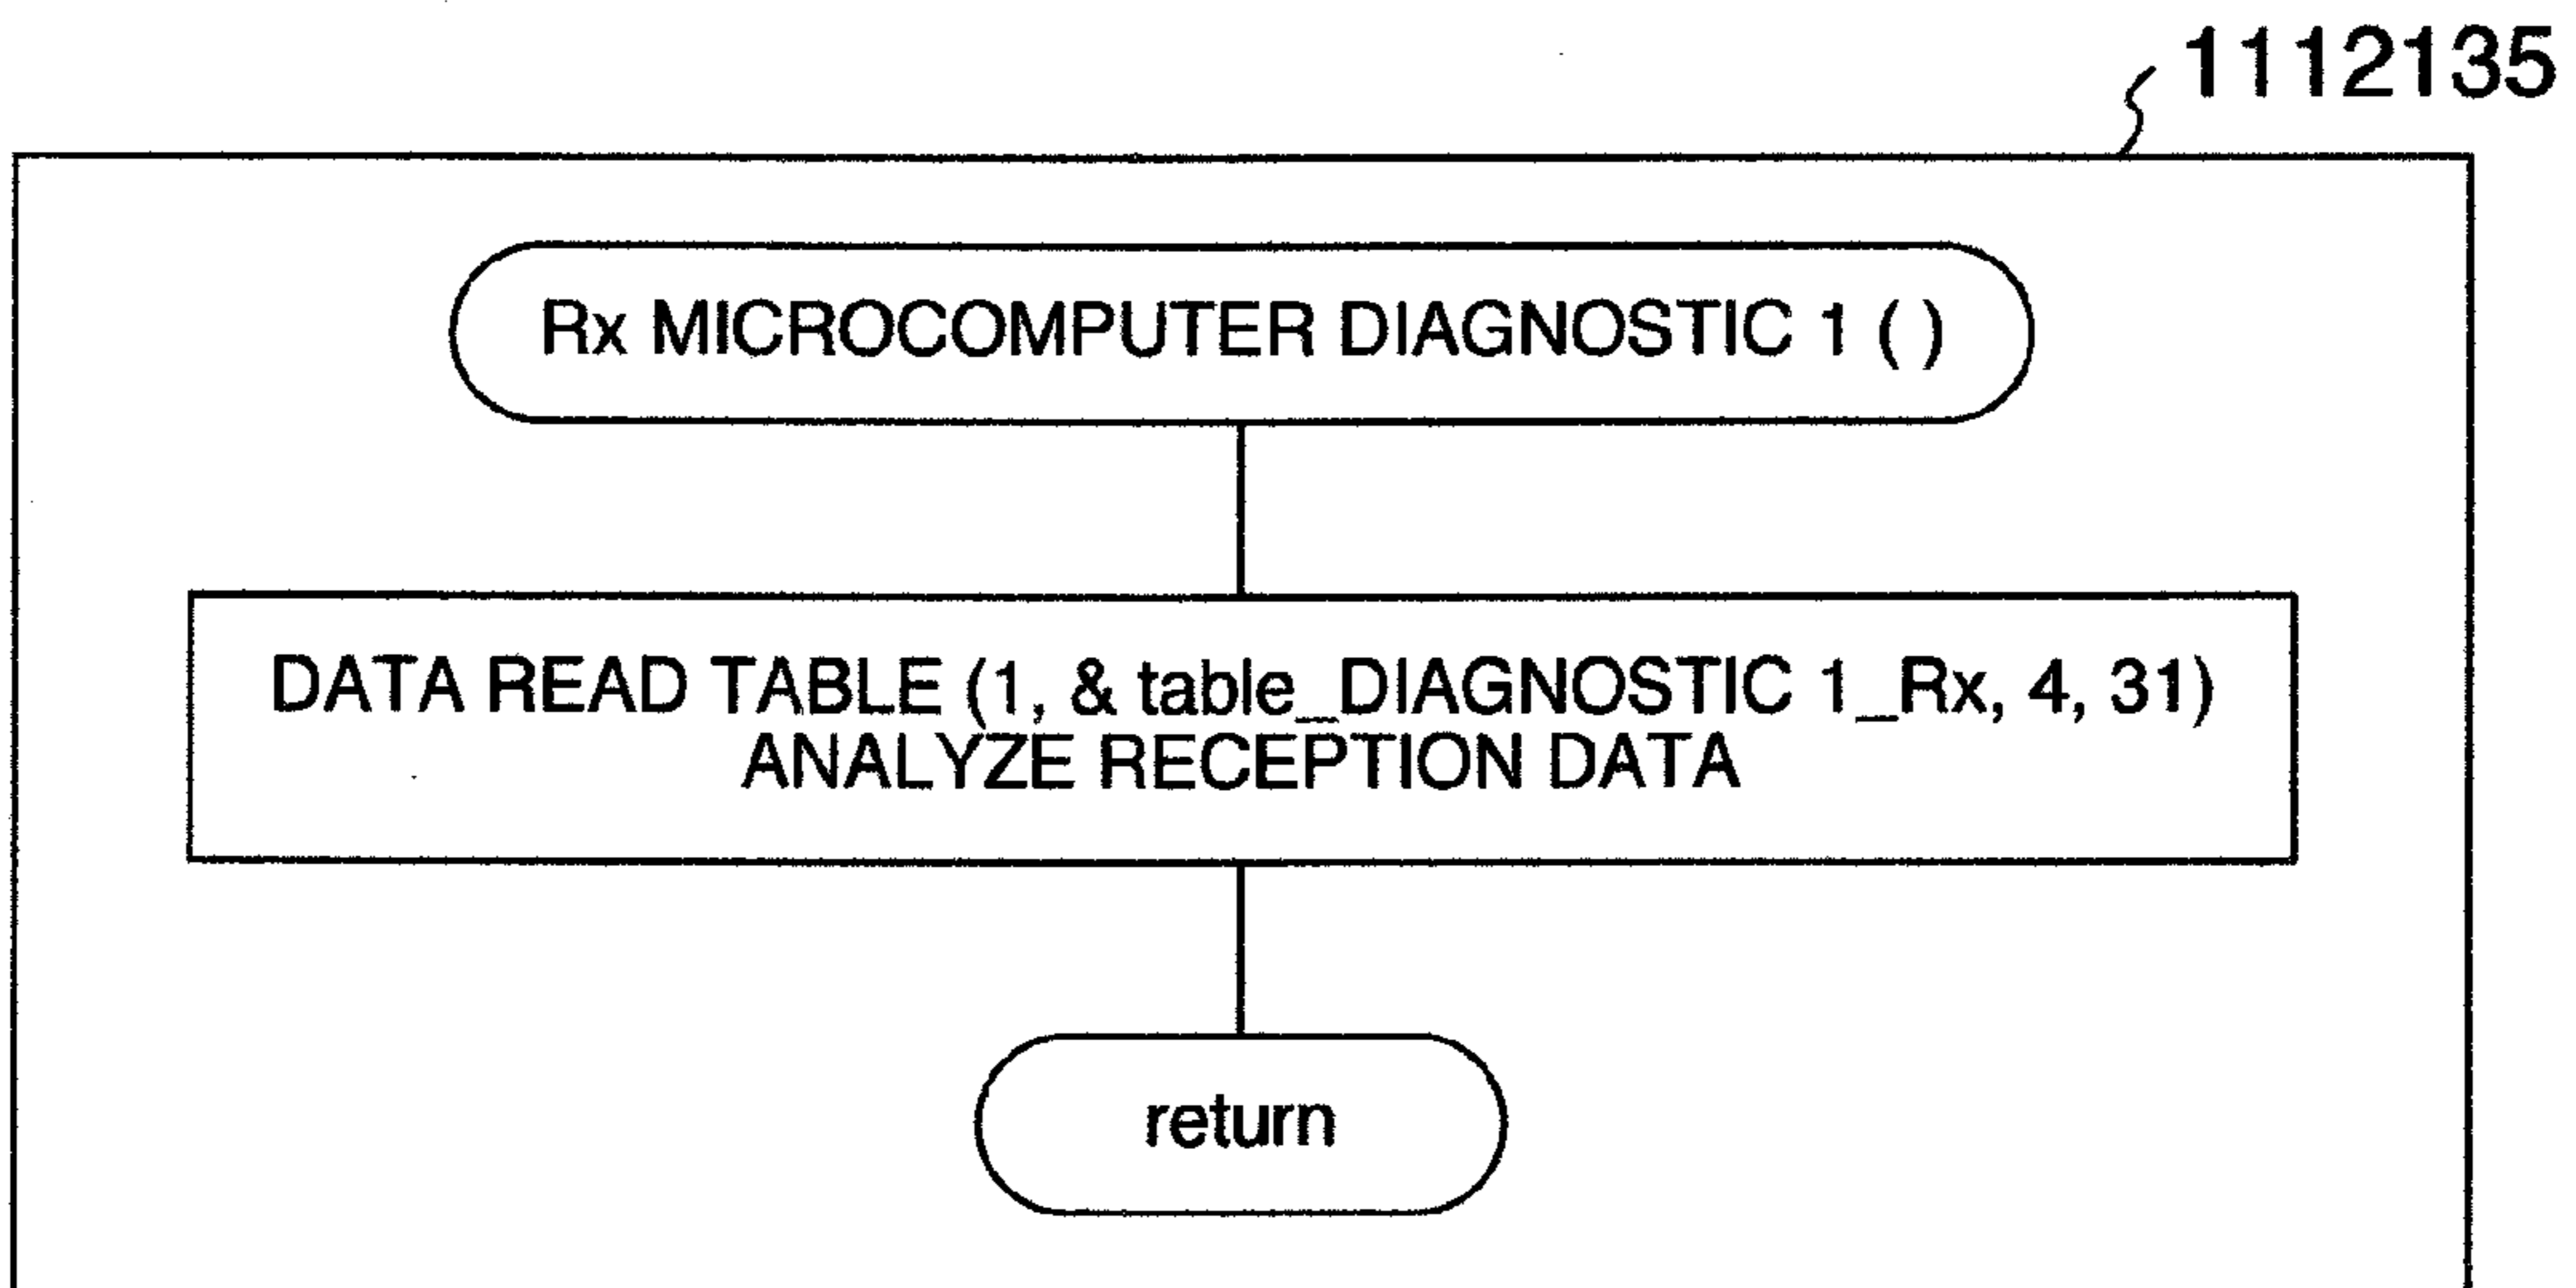 1112135
Rx MICROCOMPUTER DIAGNOSTIC 1 ( )
DATA READ TABLE (1, & table_DIAGNOSTIC 1_Rx, 4, 31)
ANALYZE RECEPTION DATA
return